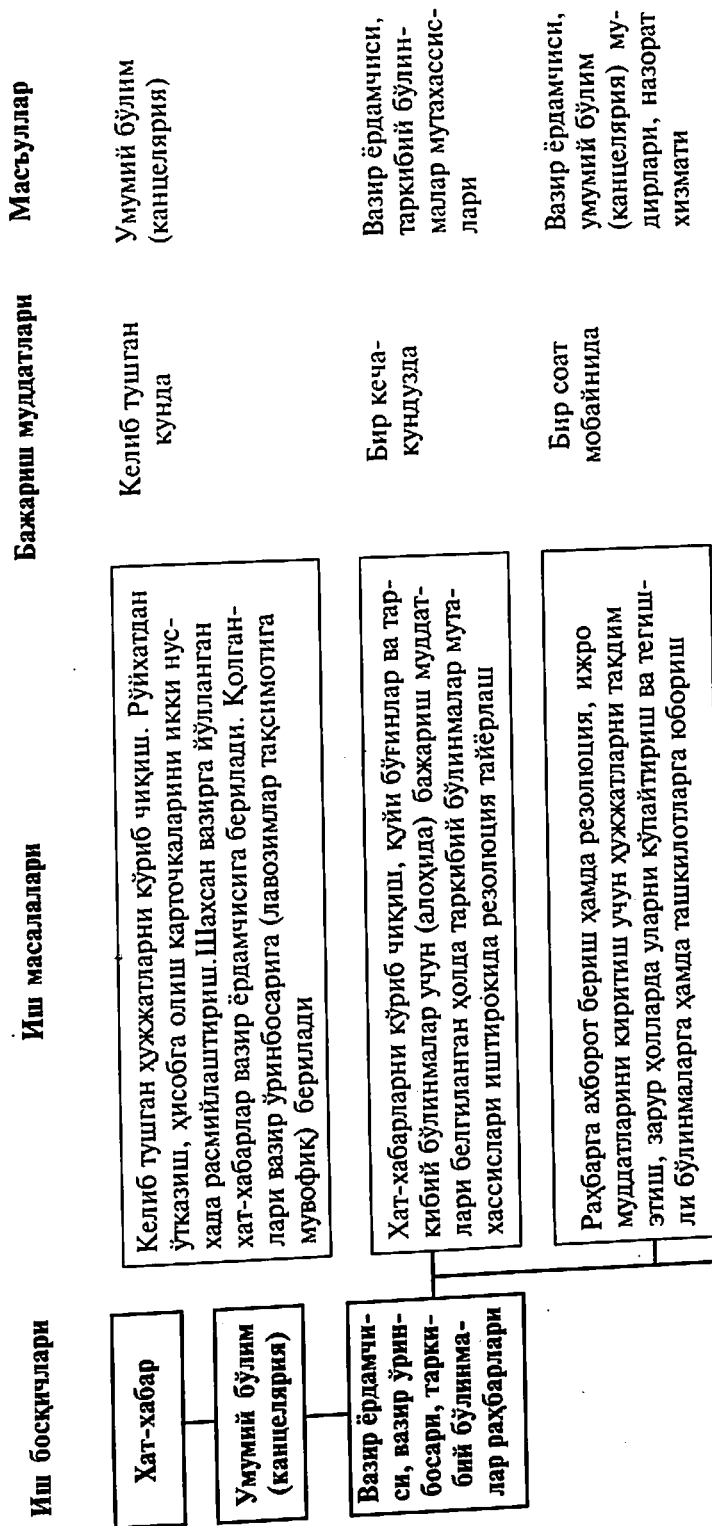 Иш босқичлари
Иш масалалари
Бажариш муддатлари
Масъуллар
Хат-хабар
Умумий бўлим
(канцелярия)
Келиб тушган ҳужжатларни кўриб чиқиш. Рўйхатдан
ўтказиш, ҳисобга олиш карточкаларини икки нус-
хада расмийлаштириш.Шахсан вазирга йўлланган
хат-хабарлар вазир ёрдамчисига берилади. Қолган-
лари вазир ўринбосарига (лавозимлар тақсимотига
мувофиқ) берилади
Келиб тушган
кунда
Умумий бўлим
(канцелярия)
Вазир ёрдамчи-
си, вазир ўрин-
босари, тарки-
бий бўлинма-
лар раҳбарлари
Хат-хабарларни кўриб чиқиш, қуйи бўғинлар ва тар-
кибий бўлинмалар учун (алоҳида) бажариш муддат-
лари белгиланган ҳолда таркибий бўлинмалар мута-
хассислари иштирокида резолюция тайёрлаш
Бир кеча-
кундузда
Вазир ёрдамчиси,
таркибий бўлин-
малар мутахассис-
лари
Раҳбарга ахборот бериш ҳамда резолюция, ижро
муддатларини киритиш учун ҳужжатларни тақдим
этиш, зарур ҳолларда уларни кўпайтириш ва тегиш-
ли бўлинмаларга ҳамда ташкилотларга юбориш
Бир соат
мобайнида
Вазир ёрдамчиси,
умумий бўлим
(канцелярия) му-
дирлари, назорат
хизмати